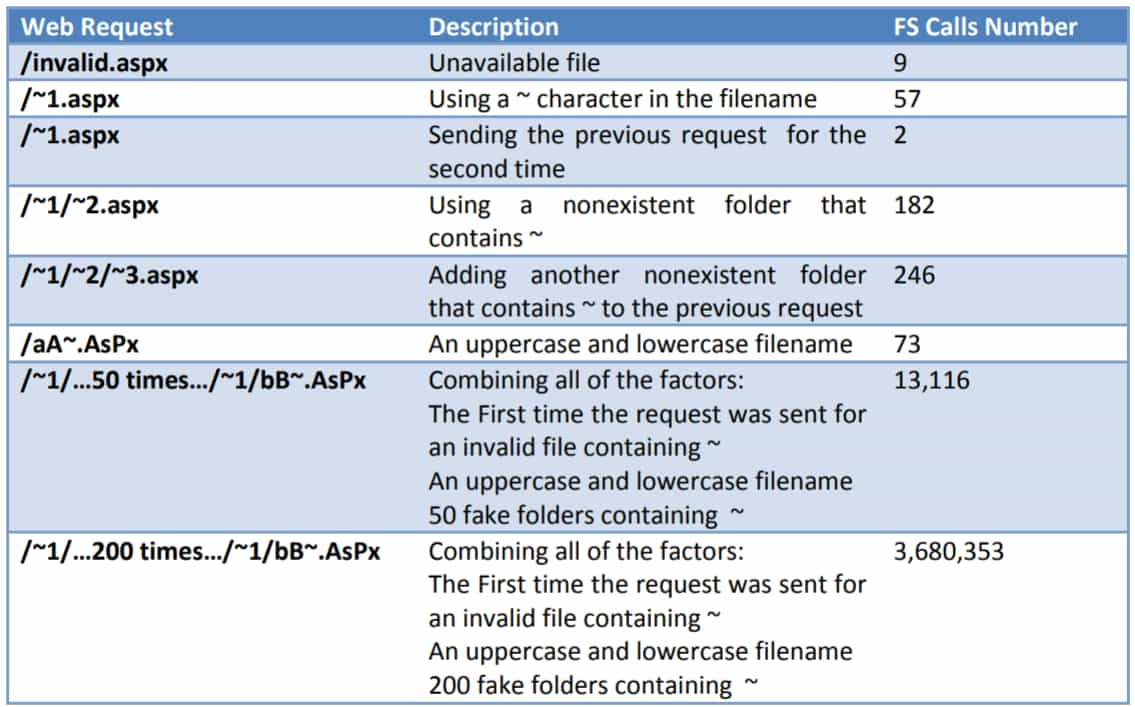 Web Request Description FS Calls Number
/invalid.aspx Unavailable file 9
/~1.aspx Using a ~ character in the filename 57
/~1.aspx Sending the previous request for the 2
second time
/~1/~2.aspx Using a nonexistent folder that 182
contains ~
/~1/~2/~3.aspx Adding another nonexistent folder 246
that contains ~ to the previous request
/aA~.AsPx An uppercase and lowercase filename 73
/~1/...50 times.../~1/bB~.AsPx Combining all of the factors: 13,116
The First time the request was sent for
an invalid file containing ~
An uppercase and lowercase filename
50 fake folders containing ~
/~1/...200 times.../~1/bB~.AsPx Combining all of the factors: 3,680,353
The First time the request was sent for
an invalid file containing ~
An uppercase and lowercase filename
200 fake folders containing ~